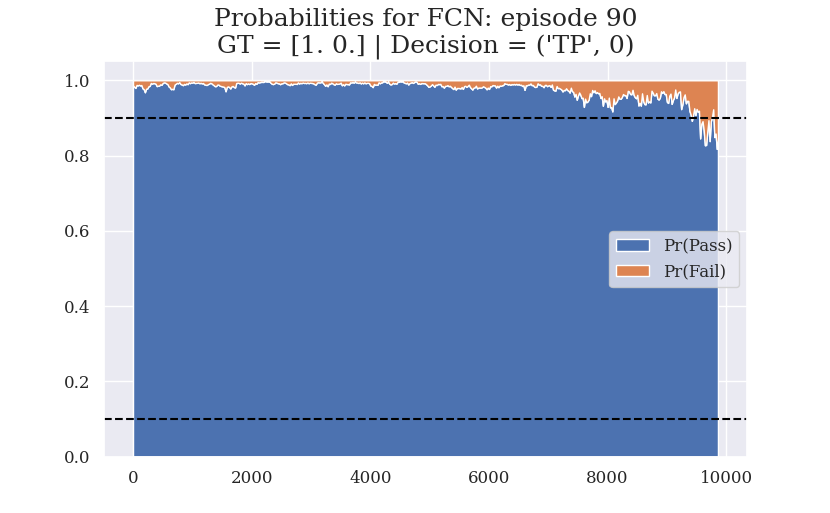 Probabilities for FCN: episode 90
GT = [1. 0.] | Decision = ('TP', 0)
1.0
0.8
0.6
0.4
0.2
0.0
Pr(Pass)
Pr(Fail)
0 2000 4000 6000 8000 10000